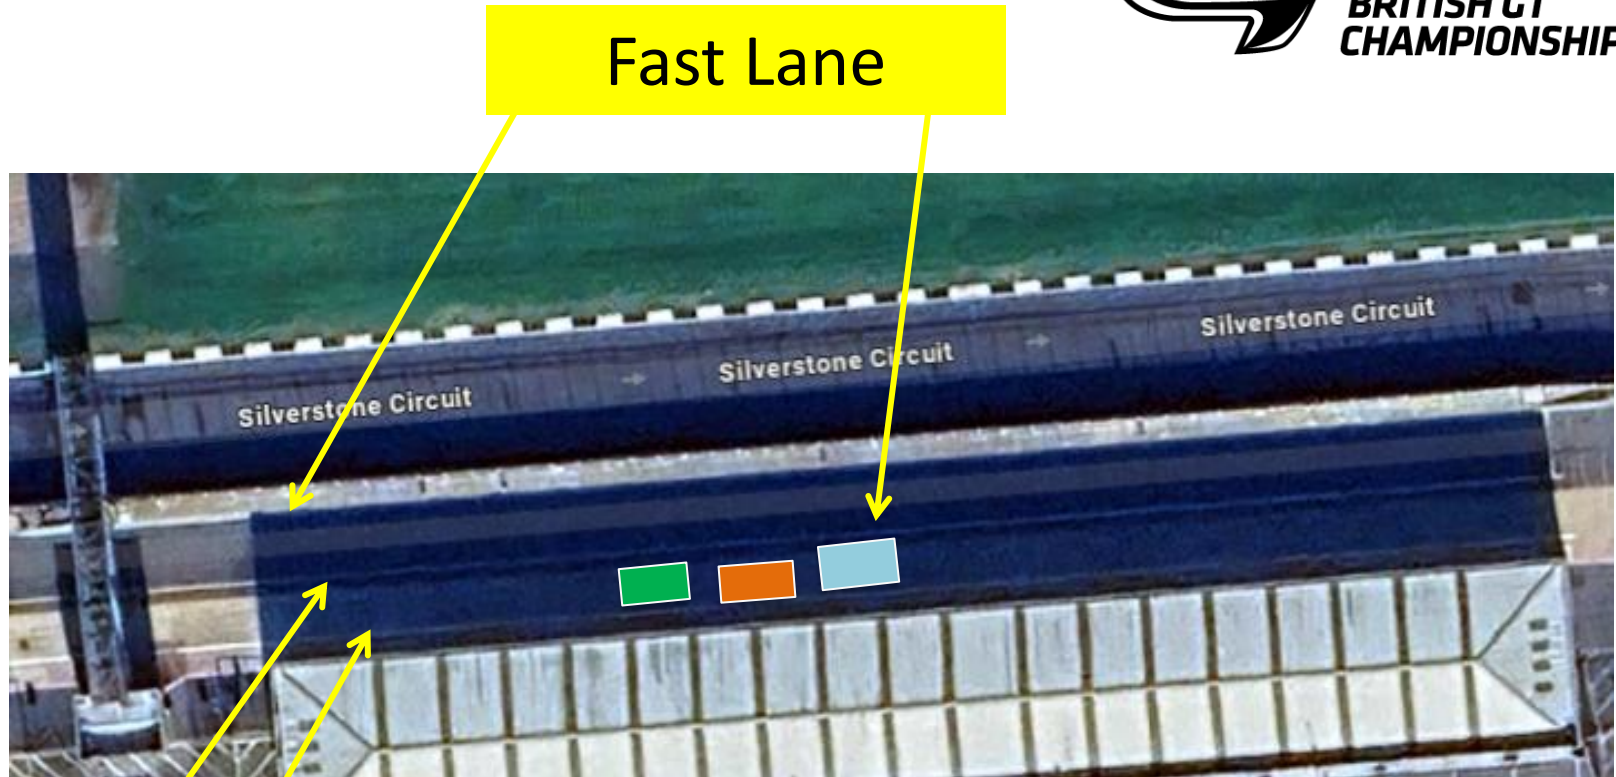 BRITISH GT
CHAMPIONSHIP
Fast Lane
Silverstone Circuit
Silverstone Circuit
Silverstone Circuit